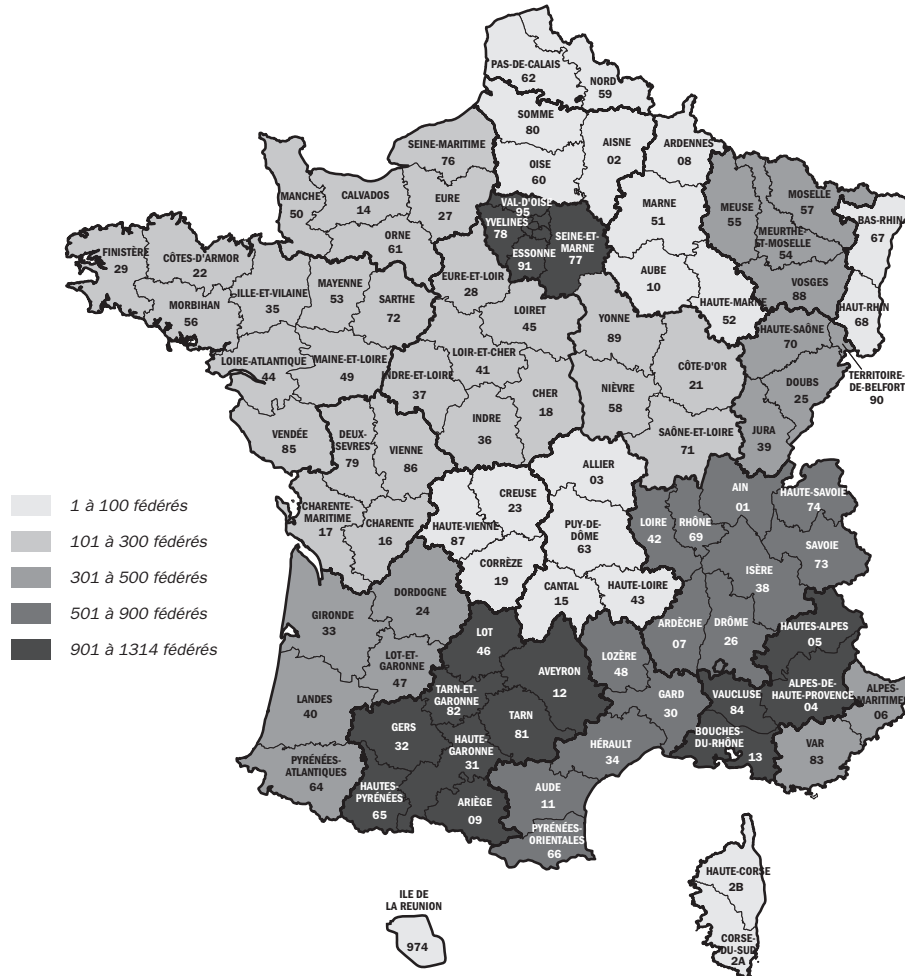 PAS-DE-CALAIS
62
NORD
59
SOMME
80
AISNE
02
ARDENNES
08
SEINE-MARITIME
76
OISE
60
MANCHE
50
CALVADOS
14
EURE
27
VAL-D'OISE
95
YVELINES
78
ESSONNE
91
SEINE-ET-
MARNE
77
MARNE
51
MEUSE
55
MOSELLE
57
MEURTHE
ET-MOSELLE
54
BAS-RHIN
67
ORNE
61
FINISTÈRE
29
CÔTES-D'ARMOR
22
MORBIHAN
56
ILLE-ET-VILAINE
35
MAYENNE
53
SARTHE
72
EURE-ET-LOIR
28
LOIRET
45
AUBE
10
HAUTE-MARNE
52
VOSGES
88
HAUT-RHIN
68
YONNE
89
HAUTE-SAÔNE
70
TERRITOIRE-
DE-BELFORT
90
LOIRE-ATLANTIQUE
44
MAINE-ET-LOIRE
49
INDRE-ET-LOIRE
37
LOIR-ET-CHER
41
CHER
18
NIÈVRE
58
CÔTE-D'OR
21
DOUBS
25
JURA
39
VENDÉE
85
DEUX-
SEVRES
79
VIENNE
86
INDRE
36
SAÔNE-ET-LOIRE
71
ALLIER
03
CHARENTE-
MARITIME
17
CHARENTE
16
HAUTE-VIENNE
87
CREUSE
23
PUY-DE-
DÔME
63
LOIRE
42
RHÔNE
69
AIN
01
HAUTE-SAVOIE
74
SAVOIE
73
ISÈRE
38
CORRÈZE
19
CANTAL
15
HAUTE-LOIRE
43
DORDOGNE
24
GIRONDE
33
LOT
46
LOT-ET-
GARONNE
47
AVEYRON
12
LOZÈRE
48
ARDÈCHE
07
DRÔME
26
HAUTES-ALPES
05
ALPES-DE-
HAUTE-PROVENCE
04
ALPES-
MARITIMES
06
LANDES
40
TARN-ET-
GARONNE
82
TARN
81
GARD
30
VAUCLUSE
84
BOUCHES-
DU-RHÔNE
13
VAR
83
GERS
32
HAUTE-
GARONNE
31
HÉRAULT
34
PYRÉNÉES-
ATLANTIQUES
64
HAUTES-
PYRÉNÉES
65
ARIÈGE
09
AUDE
11
PYRÉNÉES-
ORIENTALES
66
HAUTE-CORSE
2B
CORSE-
DU-SUD
2A
ILE DE
LA REUNION
974
1 à 100 fédérés
101 à 300 fédérés
301 à 500 fédérés
501 à 900 fédérés
901 à 1314 fédérés